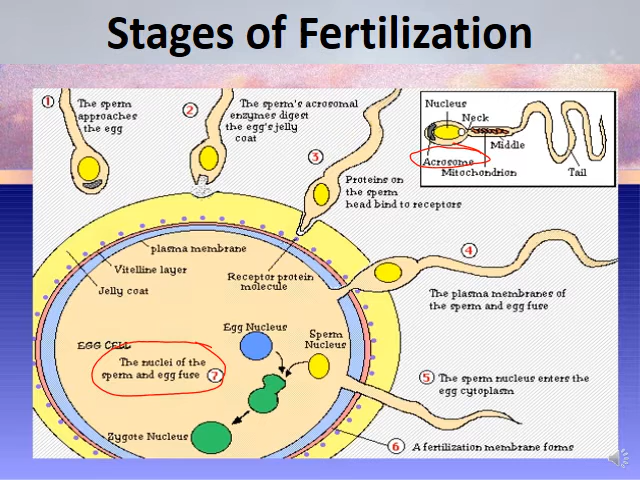 Stages of Fertilization
1
The sperm
approaches
the egg
2
The sperm's acrosomal
enzymes digest
the egg's jelly
coat
3
Proteins on
the sperm
head bind to receptors
Nucleus
Neck
Middle
Acrosome
Mitochondrion
Tail
plasma membrane
Vitelline layer
Jelly coat
Receptor protein
molecule
4
The plasma membranes of
the sperm and egg fuse
Egg Nucleus
Sperm
Nucleus
EGG CELL
The nuclei of the
sperm and egg fuse 7
5 The sperm nucleus enters the
egg cytoplasm
Zygote Nucleus
6 A fertilization membrane forms